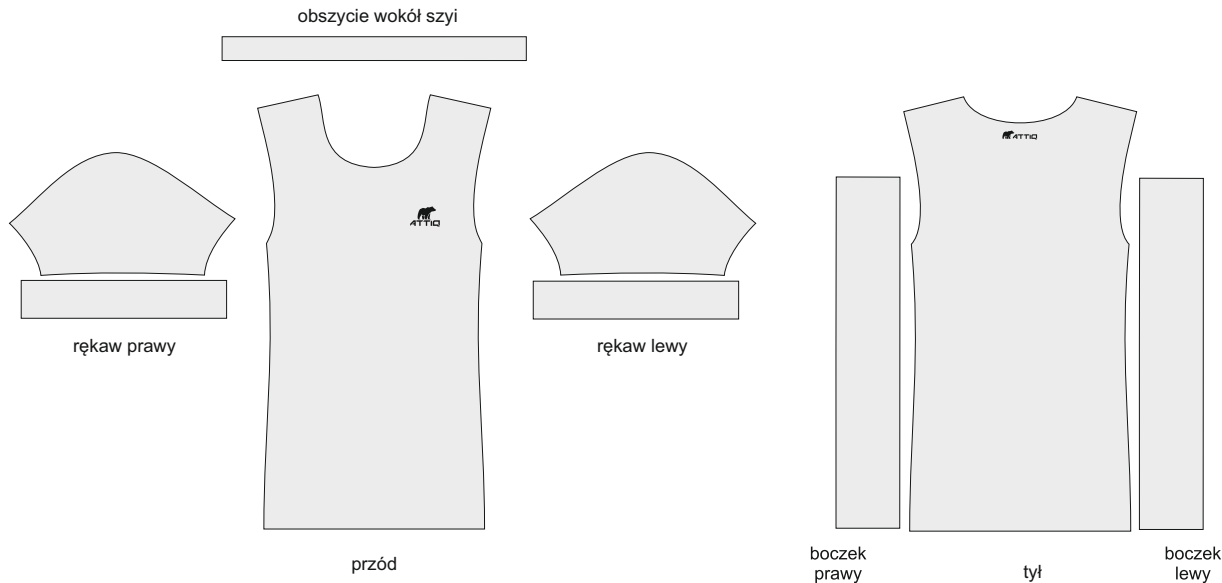 obszycie wokół szyi
ATTIQ
ATTIQ
rękaw prawy
rękaw lewy
przód
boczek
prawy
tył
boczek
lewy